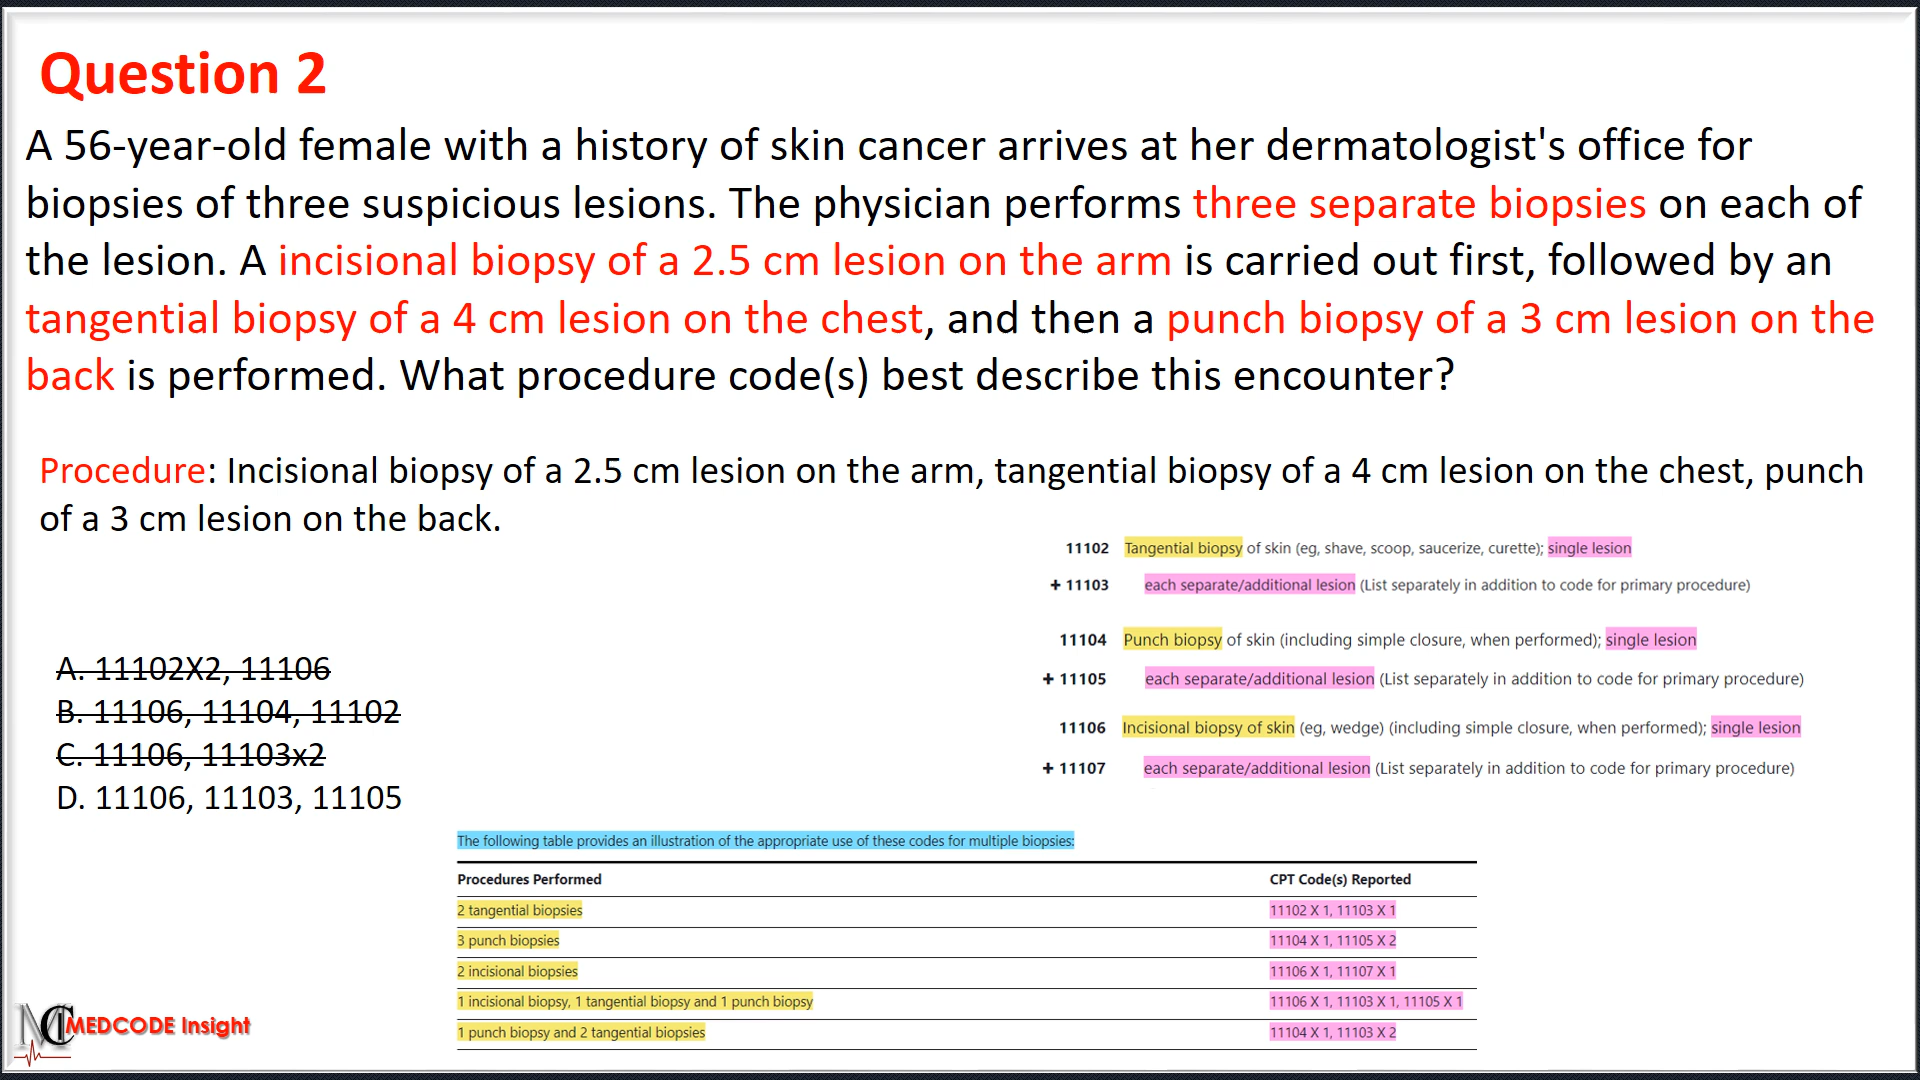 Question 2
A 56-year-old female with a history of skin cancer arrives at her dermatologist's office for
biopsies of three suspicious lesions. The physician performs three separate biopsies on each of
the lesion. A incisional biopsy of a 2.5 cm lesion on the arm is carried out first, followed by an
tangential biopsy of a 4 cm lesion on the chest, and then a punch biopsy of a 3 cm lesion on the
back is performed. What procedure code(s) best describe this encounter?
Procedure: Incisional biopsy of a 2.5 cm lesion on the arm, tangential biopsy of a 4 cm lesion on the chest, punch
of a 3 cm lesion on the back.
11102 Tangential biopsy of skin (eg, shave, scoop, saucerize, curette); single lesion
+ 11103 each separate/additional lesion (List separately in addition to code for primary procedure)
11104 Punch biopsy of skin (including simple closure, when performed); single lesion
+ 11105 each separate/additional lesion (List separately in addition to code for primary procedure)
11106 Incisional biopsy of skin (eg, wedge) (including simple closure, when performed); single lesion
+ 11107 each separate/additional lesion (List separately in addition to code for primary procedure)
A. 11102X2, 11106
B. 11106, 11104, 11102
C. 11106, 11103x2
D. 11106, 11103, 11105
The following table provides an illustration of the appropriate use of these codes for multiple biopsies:
Procedures Performed CPT Code(s) Reported
2 tangential biopsies 11102 X 1, 11103 X 1
3 punch biopsies 11104 X 1, 11105 X 2
2 incisional biopsies 11106 X 1, 11107 X 1
1 incisional biopsy, 1 tangential biopsy and 1 punch biopsy 11106 X 1, 11103 X 1, 11105 X 1
1 punch biopsy and 2 tangential biopsies 11104 X 1, 11103 X 2
MC MEDCODE Insight